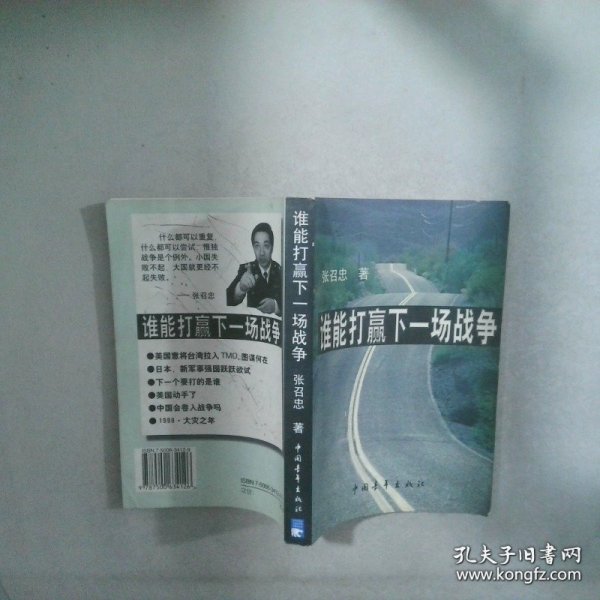 什么都可以重复,
什么都可以尝试,惟独
战争是个例外。小国失
败不起,大国就更经不
起失败。
——张召忠
谁能打赢下一场战争
●美国意将台湾拉入TMD,图谋何在
●日本,新军事强国跃跃欲试
●下一个要打的是谁
●美国动手了
●中国会卷入战争吗
●1999·大灾之年
谁能打赢下一场战争
张召忠 著
中国青年出版社
张召忠 著
谁能打赢下一场战争
中国青年出版社
孔夫子旧书网
www.kongfz.com